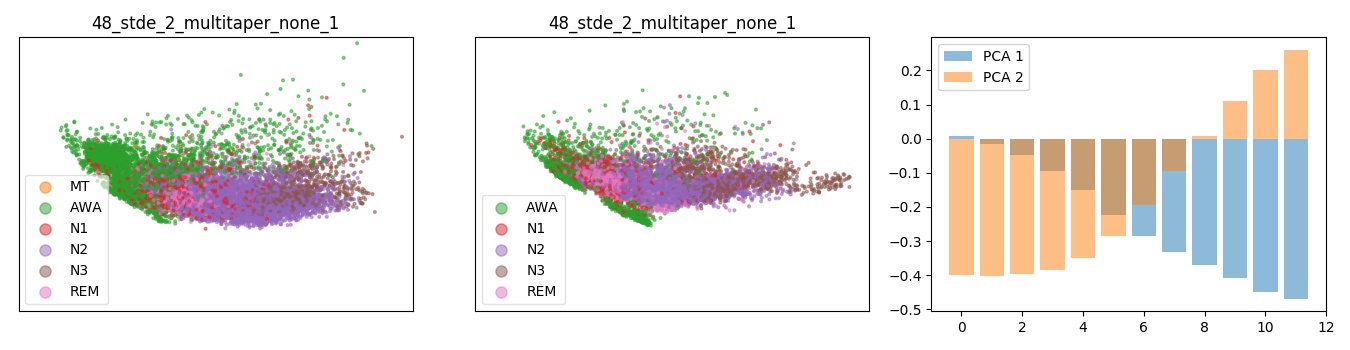 48_stde_2_multitaper_none_1
MT
AWA
N1
N2
N3
REM
48_stde_2_multitaper_none_1
AWA
N1
N2
N3
REM
PCA 1
PCA 2
0.2
0.1
0.0
−0.1
−0.2
−0.3
−0.4
−0.5
0 2 4 6 8 10 12